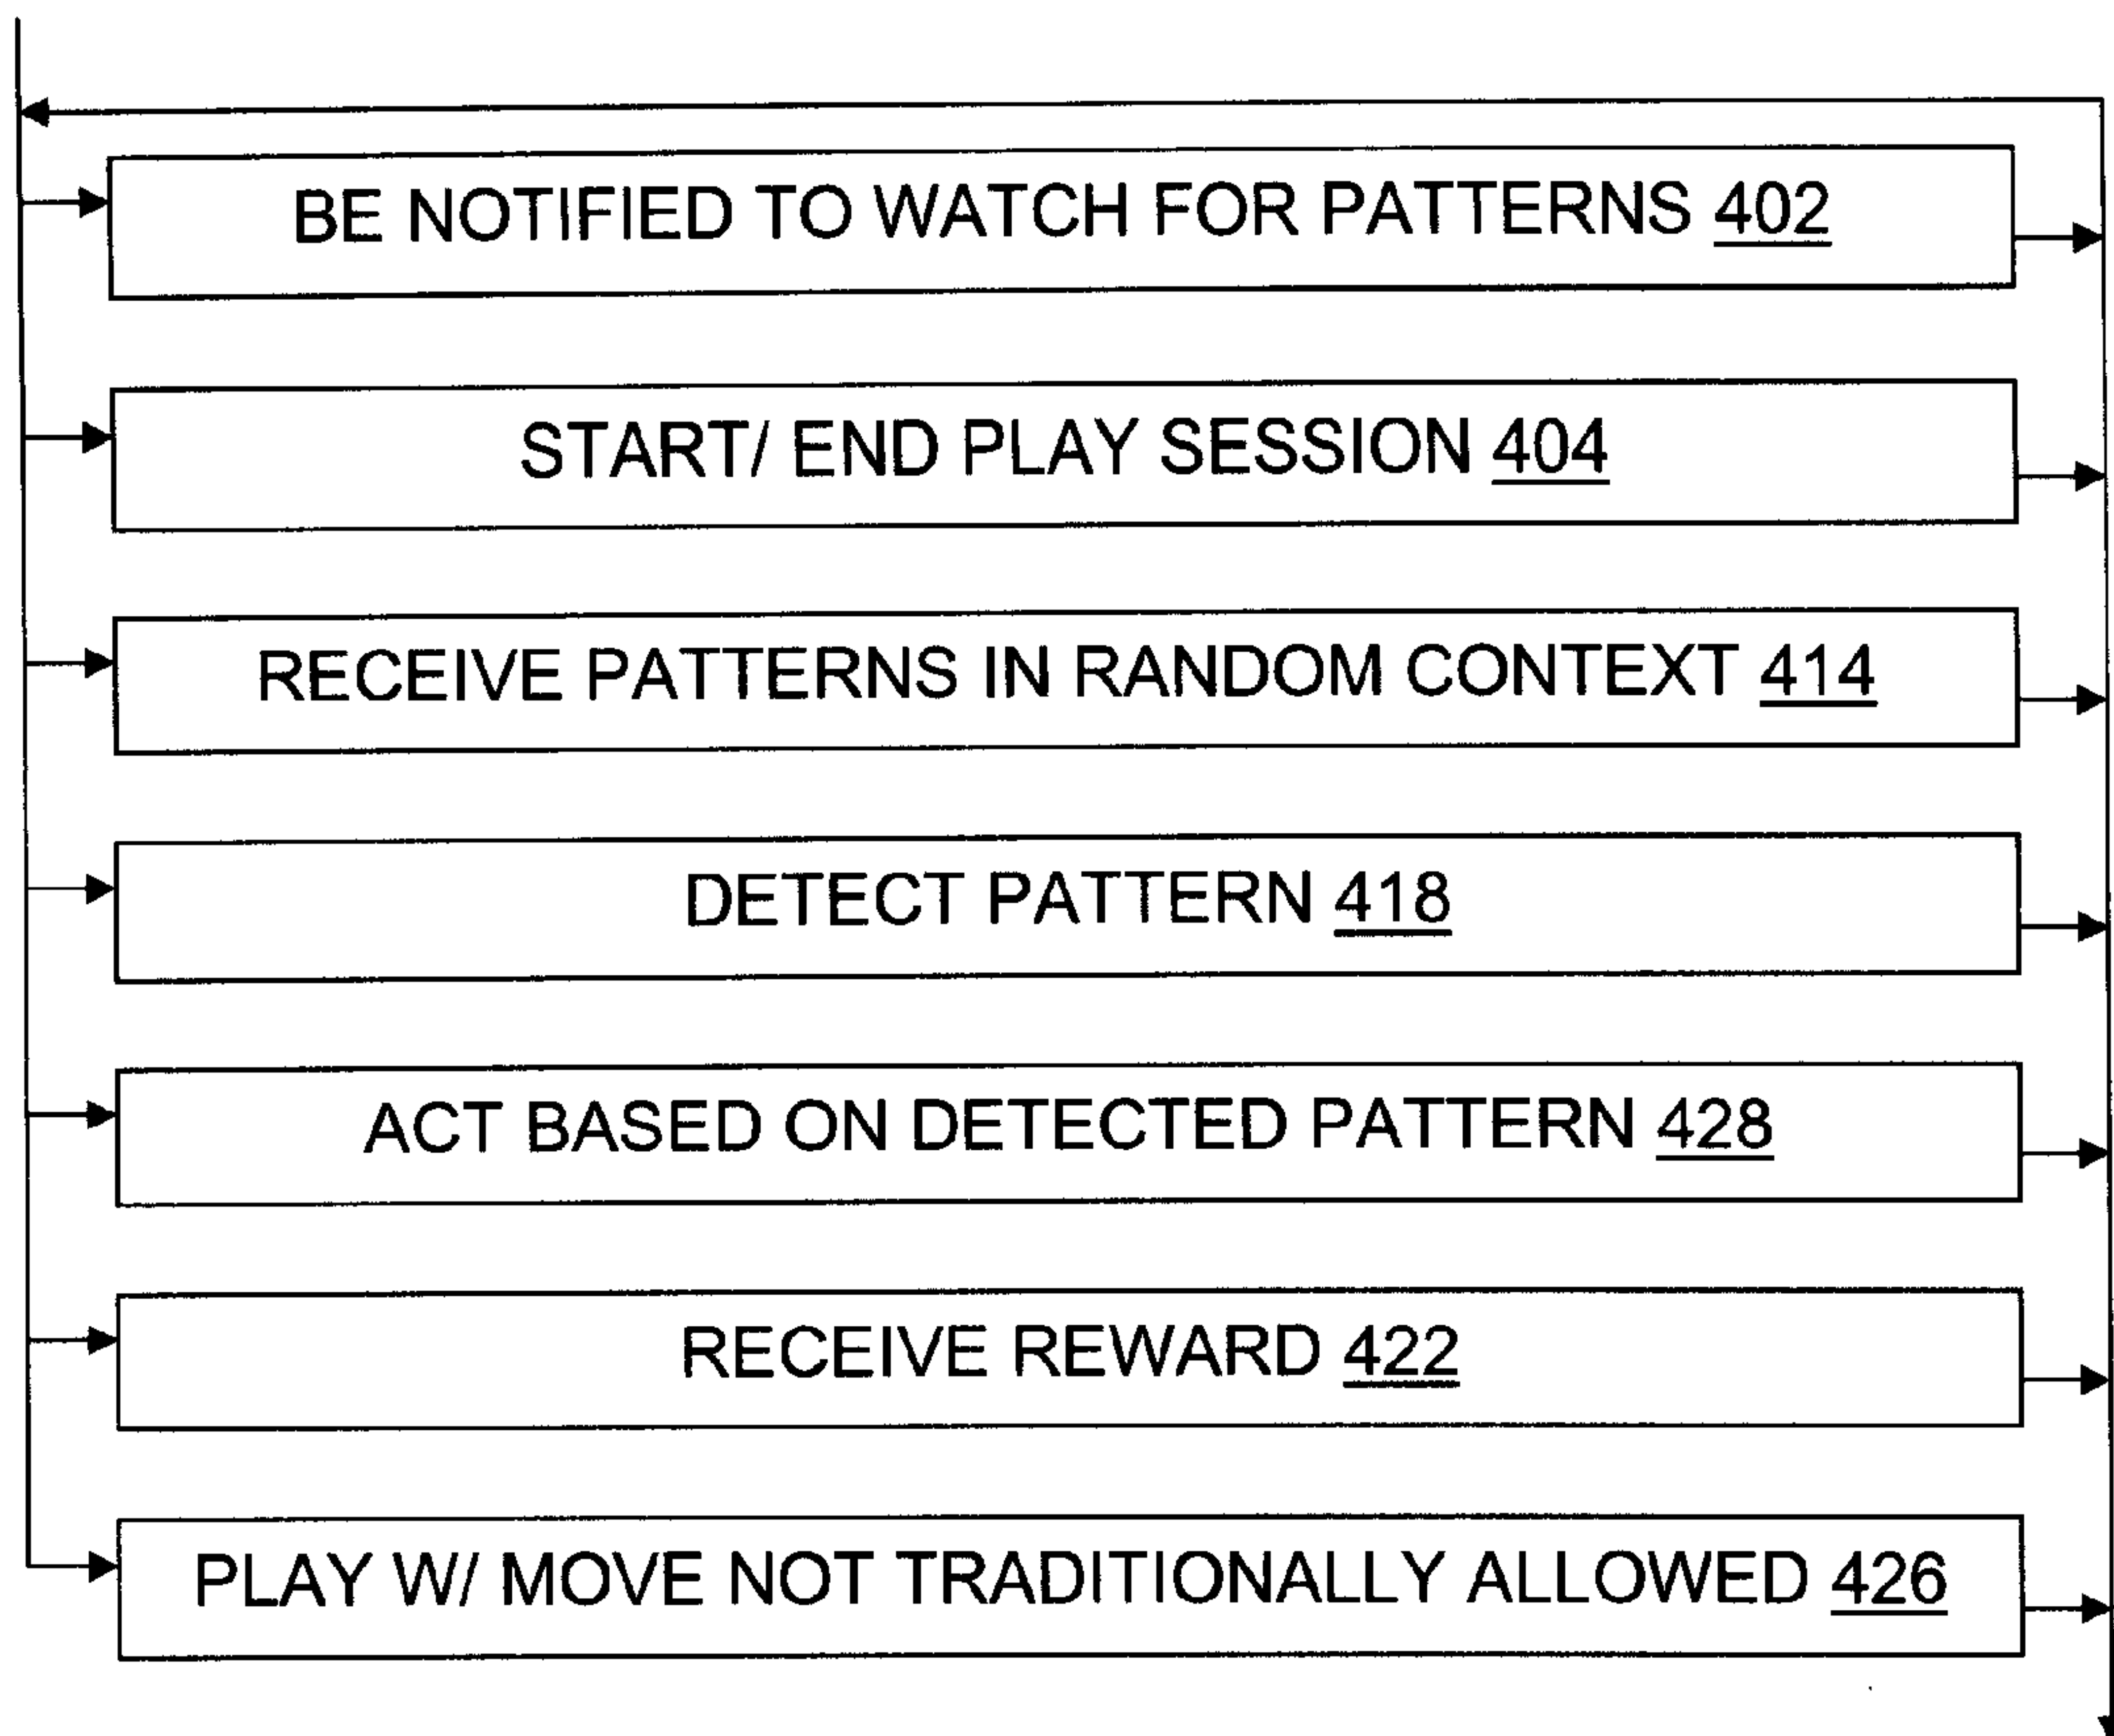 BE NOTIFIED TO WATCH FOR PATTERNS 402
START/ END PLAY SESSION 404
RECEIVE PATTERNS IN RANDOM CONTEXT 414
DETECT PATTERN 418
ACT BASED ON DETECTED PATTERN 428
RECEIVE REWARD 422
PLAY W/ MOVE NOT TRADITIONALLY ALLOWED 426